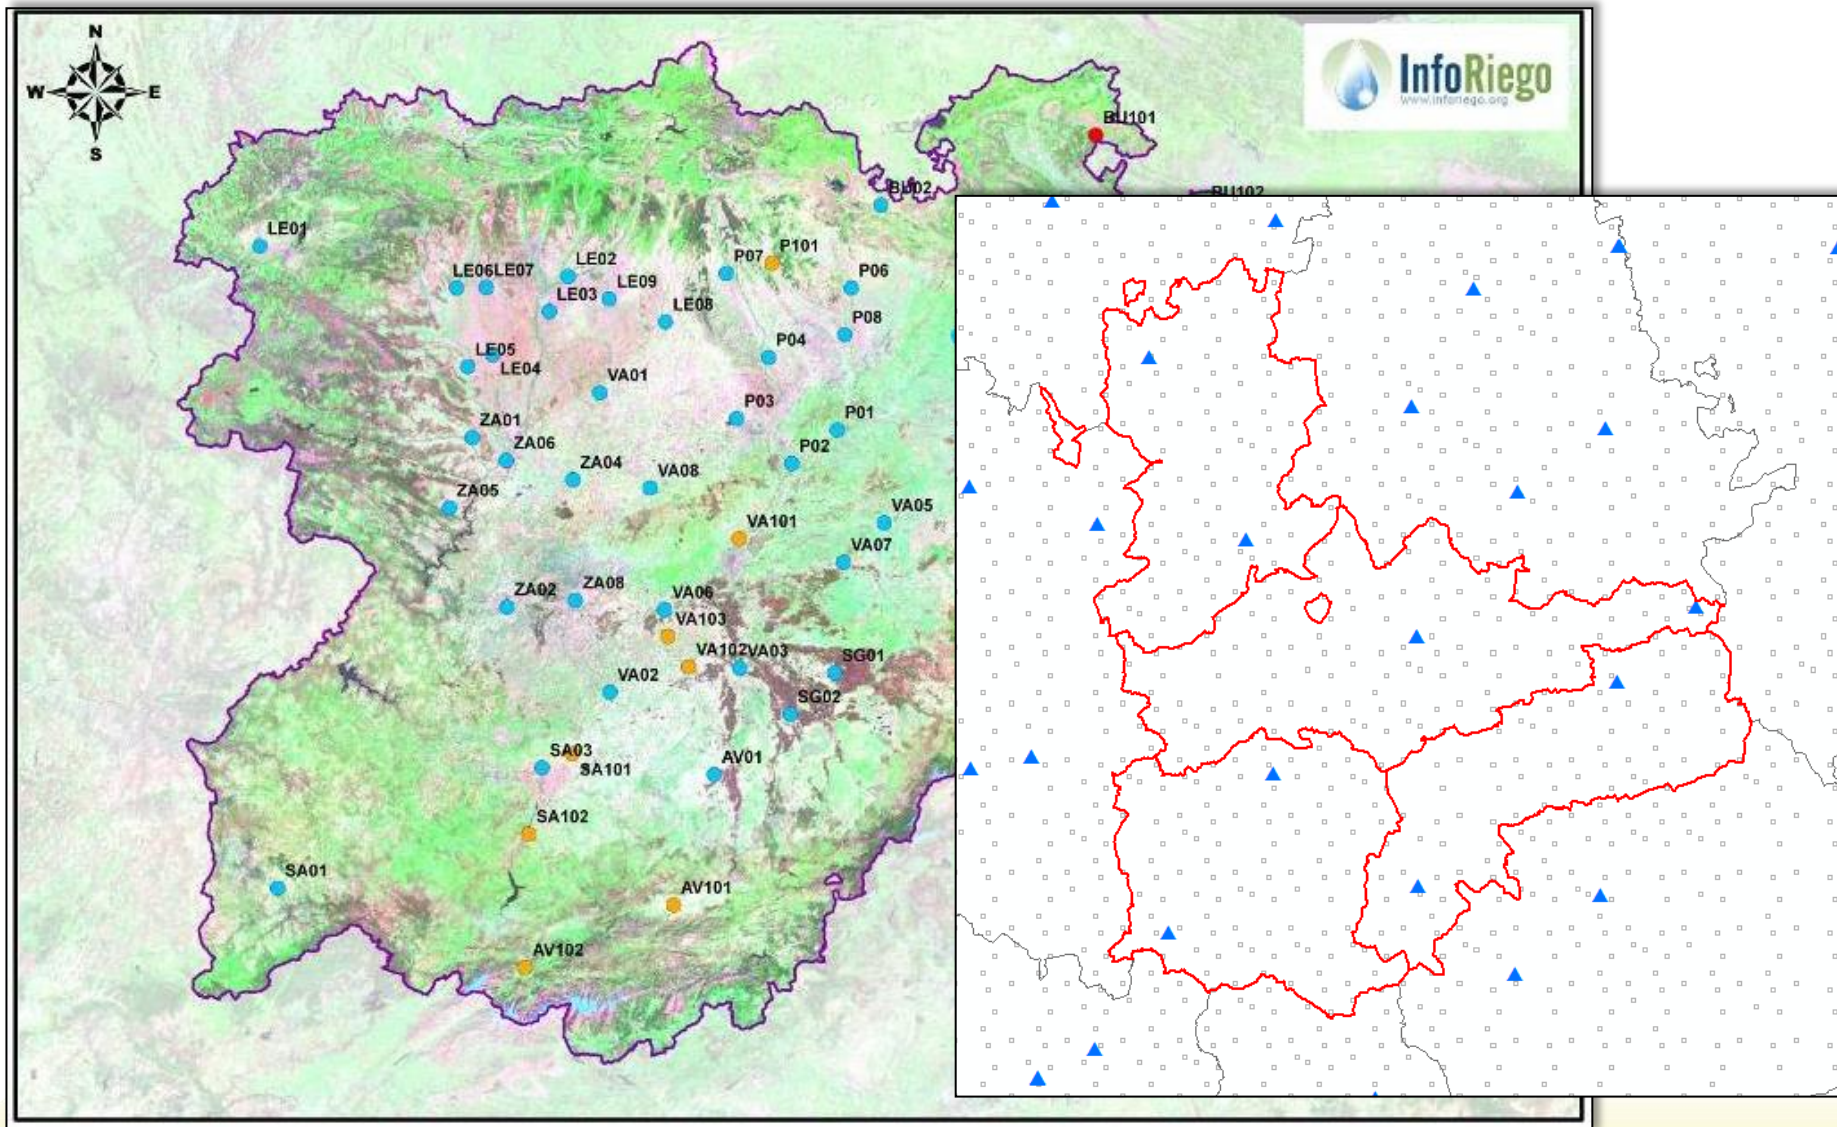 N
W E
S
InfoRiego
www.inforiego.org
BU101
BU102
BU02
LE01
LE02
P07
P101
LE06
LE07
LE09
P06
LE03
LE08
P08
P04
LE05
LE04
VA01
P03
P01
ZA01
ZA06
P02
ZA04
VA08
ZA05
VA05
VA101
VA07
ZA02
ZA08
VA06
VA103
VA102
VA03
SG01
VA02
SG02
SA03
SA101
AV01
SA102
SA01
AV101
AV102